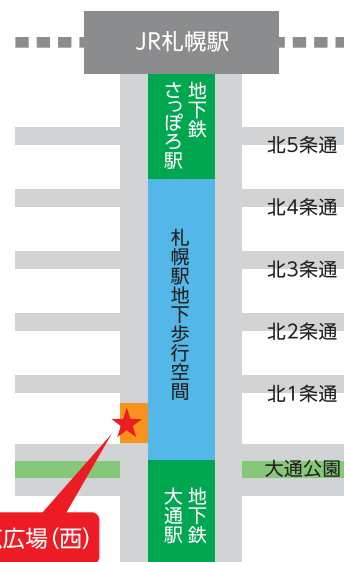 JR札幌駅
地下鉄
さっぽろ駅
北5条通
北4条通
札幌駅地下歩行空間
北3条通
北2条通
北1条通
大通公園
地下鉄
大通駅
広場(西)